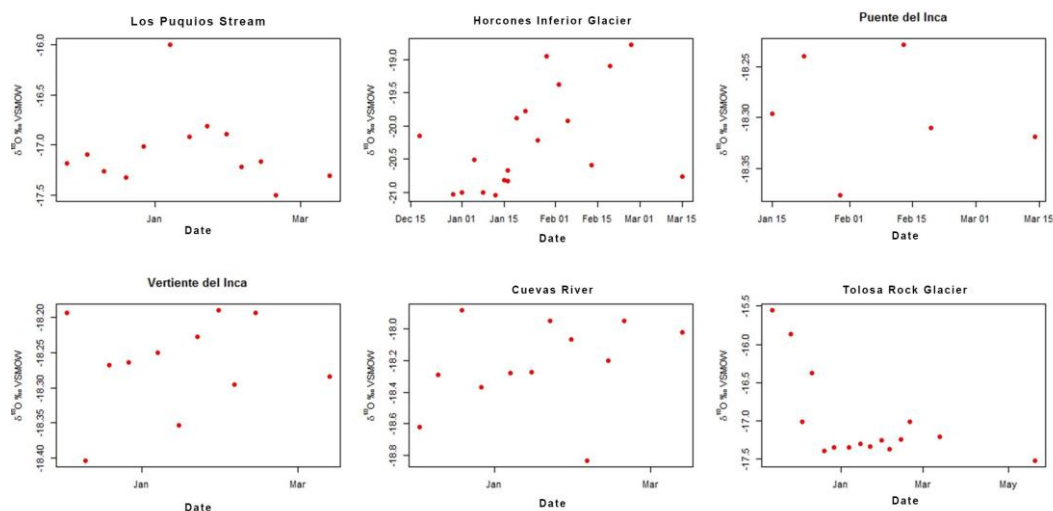 Los Puquios Stream
δ¹⁸O ‰ VSMOW
-16.0
-16.5
-17.0
-17.5
Jan Mar
Date
Horcones Inferior Glacier
δ¹⁸O ‰ VSMOW
-19.0
-19.5
-20.0
-20.5
-21.0
Dec 15 Jan 01 Jan 15 Feb 01 Feb 15 Mar 01 Mar 15
Date
Puente del Inca
δ¹⁸O ‰ VSMOW
-18.25
-18.30
-18.35
Jan 15 Feb 01 Feb 15 Mar 01 Mar 15
Date
Vertiente del Inca
δ¹⁸O ‰ VSMOW
-18.20
-18.25
-18.30
-18.35
-18.40
Jan Mar
Date
Cuevas River
δ¹⁸O ‰ VSMOW
-18.0
-18.2
-18.4
-18.6
-18.8
Jan Mar
Date
Tolosa Rock Glacier
δ¹⁸O ‰ VSMOW
-15.5
-16.0
-16.5
-17.0
-17.5
Jan Mar May
Date